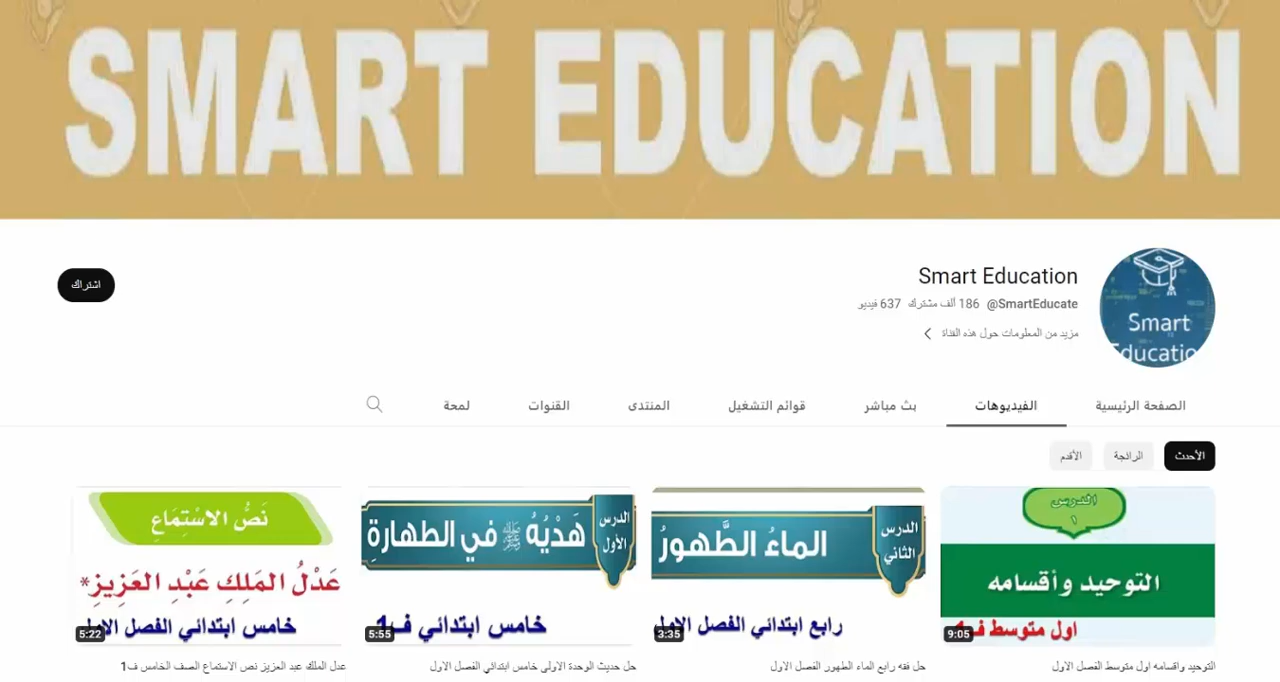 SMART EDUCATION
Smart Education
@SmartEducate 186 ألف مشترك 637 فيديو
مزيد من المعلومات حول هذه القناة
اشتراك
Smart
Educatio
الصفحة الرئيسية الفيديوهات بث مباشر قوائم التشغيل المنتدى القنوات لمحة
الأحدث الرائجة الأقدم
الدرس
١
التوحيد وأقسامه
اول متوسط ف1
9:05
التوحيد واقسامه اول متوسط الفصل الاول
الدرس
الثاني
الماءُ الطَّهورُ
رابع ابتدائي الفصل الاول
3:35
حل فقه رابع الماء الطهور الفصل الاول
الدرس
الأول
هَدْيُهُ ﷺ في الطهارةِ
خامس ابتدائي ف1
5:55
حل حديث الوحدة الاولى خامس ابتدائي الفصل الاول
نَصُّ الاسْتِمَاعِ
عَدْلُ المَلِكِ عَبْدِ العَزِيزِ*
خامس ابتدائي الفصل الاول
5:22
عدل الملك عبد العزيز نص الاستماع الصف الخامس ف1